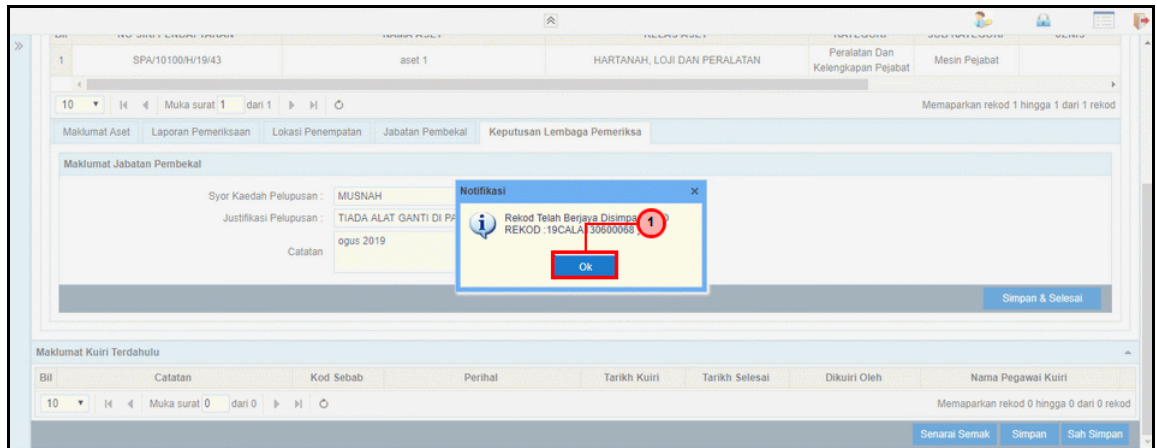 1 SPA/10100/H/19/43 aset 1 HARTANAH, LOJI DAN PERALATAN Peralatan Dan Kelengkapan Pejabat Mesin Pejabat
10 Muka surat 1 dari 1 Memaparkan rekod 1 hingga 1 dari 1 rekod
Maklumat Aset Laporan Pemeriksaan Lokasi Penempatan Jabatan Pembekal Keputusan Lembaga Pemeriksa
Maklumat Jabatan Pembekal
Syor Kaedah Pelupusan : MUSNAH
Justifikasi Pelupusan : TIADA ALAT GANTI DI
Catatan ogus 2019
Notifikasi
Rekod Telah Berjaya
REKOD
1
Ok
Simpan & Selesai
Maklumat Kuiri Terdahulu
Bil Catatan Kod Sebab Perihal Tarikh Kuiri Tarikh Selesai Dikuiri Oleh Nama Pegawai Kuiri
10 Muka surat 0 dari 0 Memaparkan rekod 0 hingga 0 dari 0 rekod
Senarai Semak Simpan Sah Simpan